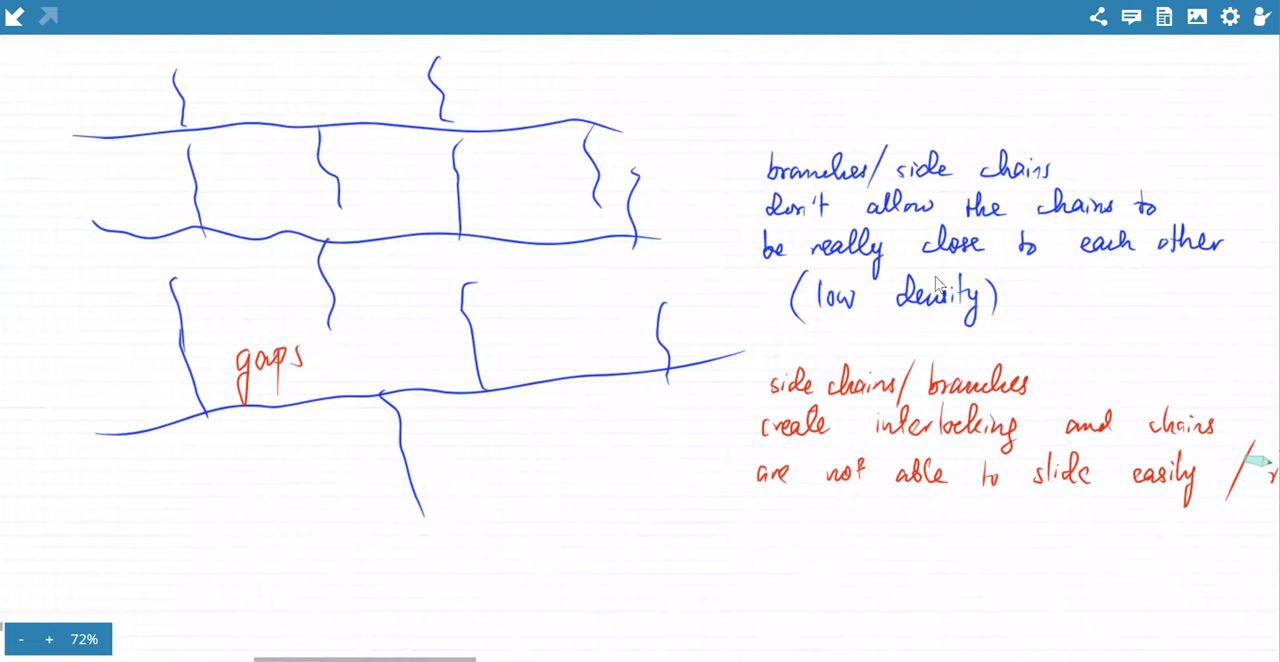 branches/side chains
don't allow the chains to
be really close to each other
(low density)
gaps
side chains/branches
create interlocking and chains
are not able to slide easily /
- + 72%